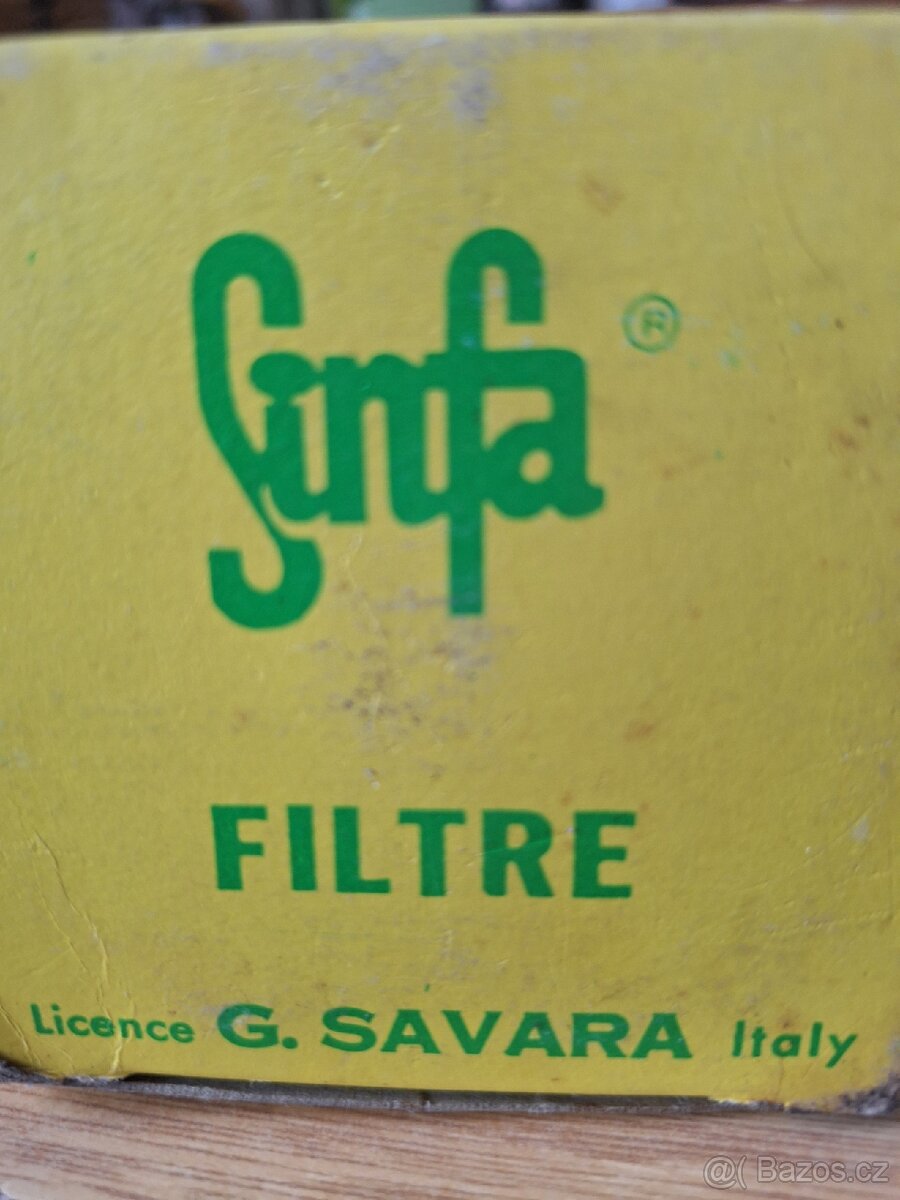 Sinfa ®
FILTRE
Licence G. SAVARA Italy
@( Bazos.cz